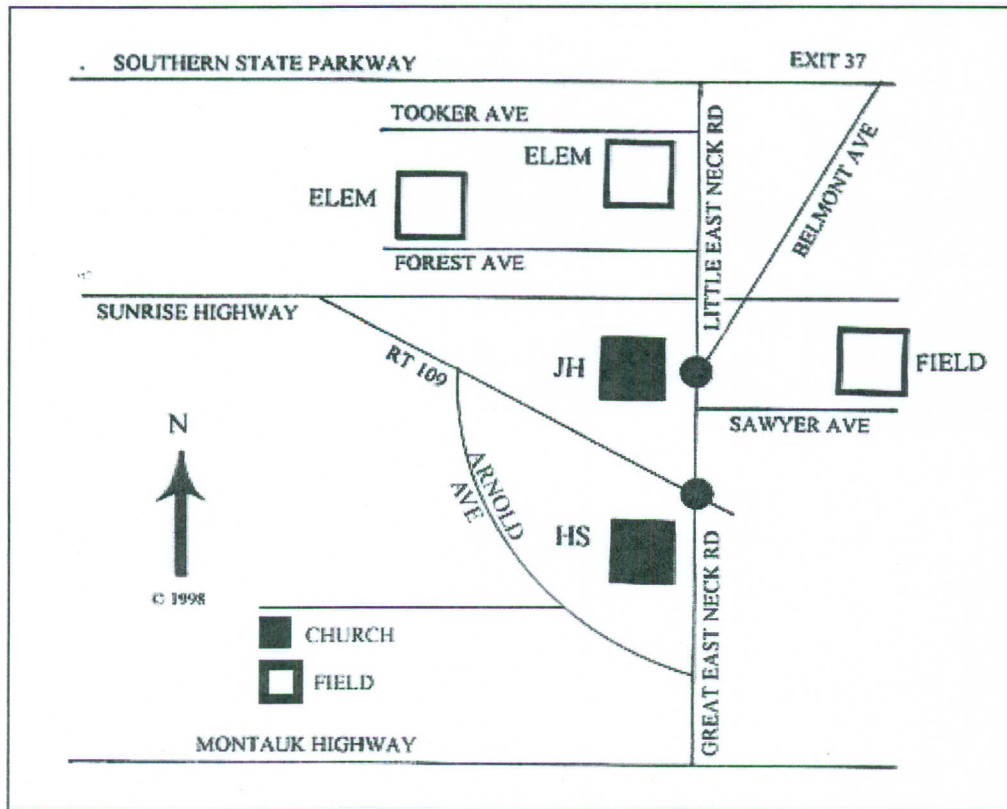 SOUTHERN STATE PARKWAY
EXIT 37
TOOKER AVE
ELEM
ELEM
FOREST AVE
LITTLE EAST NECK RD
BELMONT AVE
SUNRISE HIGHWAY
RT 109
JH
FIELD
SAWYER AVE
N
ARNOLD
AVE
HS
© 1998
CHURCH
FIELD
GREAT EAST NECK RD
MONTAUK HIGHWAY